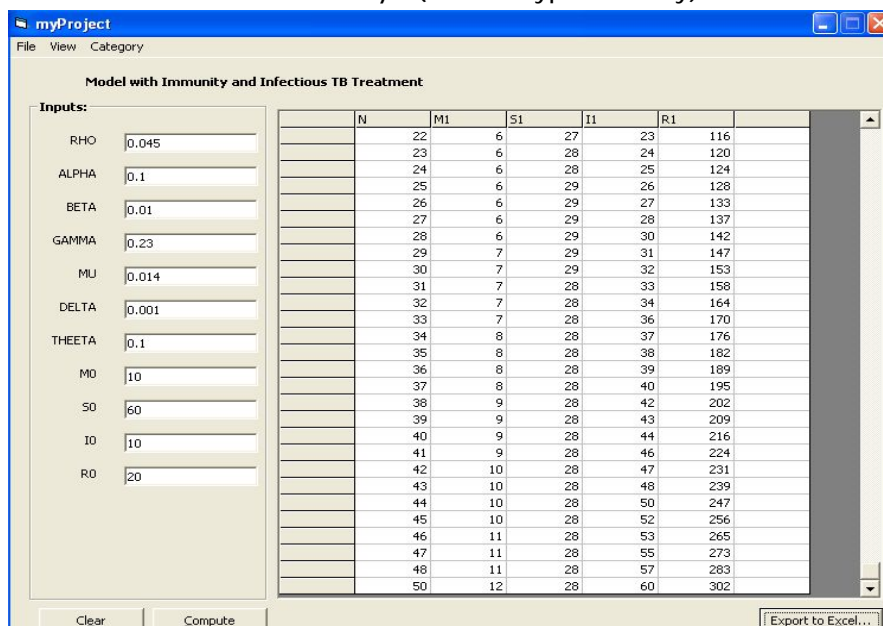 myProject
File View Category
Model with Immunity and Infectious TB Treatment
Inputs:
RHO 0.045
ALPHA 0.1
BETA 0.01
GAMMA 0.23
MU 0.014
DELTA 0.001
THEETA 0.1
M0 10
S0 60
I0 10
R0 20
N M1 S1 I1 R1
22 6 27 23 116
23 6 28 24 120
24 6 28 25 124
25 6 29 26 128
26 6 29 27 133
27 6 29 28 137
28 6 29 30 142
29 7 29 31 147
30 7 29 32 153
31 7 28 33 158
32 7 28 34 164
33 7 28 36 170
34 8 28 37 176
35 8 28 38 182
36 8 28 39 189
37 8 28 40 195
38 9 28 42 202
39 9 28 43 209
40 9 28 44 216
41 9 28 46 224
42 10 28 47 231
43 10 28 48 239
44 10 28 50 247
45 10 28 52 256
46 11 28 53 265
47 11 28 55 273
48 11 28 57 283
50 12 28 60 302
Clear Compute Export to Excel...